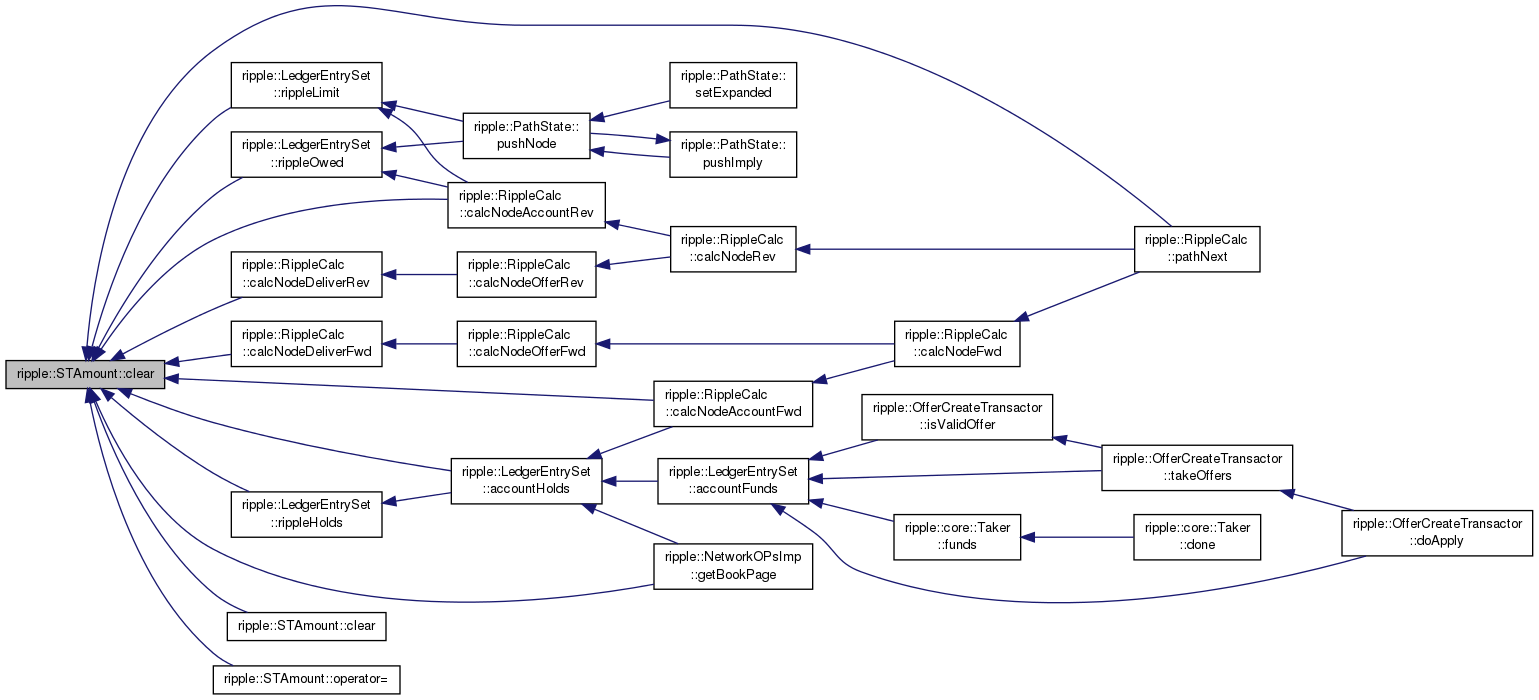 ripple::LedgerEntrySet
::rippleLimit
ripple::PathState::
setExpanded
ripple::PathState::
pushNode
ripple::LedgerEntrySet
::rippleOwed
ripple::PathState::
pushImply
ripple::RippleCalc
::calcNodeAccountRev
ripple::RippleCalc
::calcNodeRev
ripple::RippleCalc
::pathNext
ripple::RippleCalc
::calcNodeDeliverRev
ripple::RippleCalc
::calcNodeOfferRev
ripple::RippleCalc
::calcNodeDeliverFwd
ripple::RippleCalc
::calcNodeOfferFwd
ripple::RippleCalc
::calcNodeFwd
ripple::STAmount::clear
ripple::RippleCalc
::calcNodeAccountFwd
ripple::OfferCreateTransactor
::isValidOffer
ripple::LedgerEntrySet
::accountHolds
ripple::LedgerEntrySet
::accountFunds
ripple::OfferCreateTransactor
::takeOffers
ripple::LedgerEntrySet
::rippleHolds
ripple::core::Taker
::funds
ripple::core::Taker
::done
ripple::OfferCreateTransactor
::doApply
ripple::NetworkOPsImp
::getBookPage
ripple::STAmount::clear
ripple::STAmount::operator=